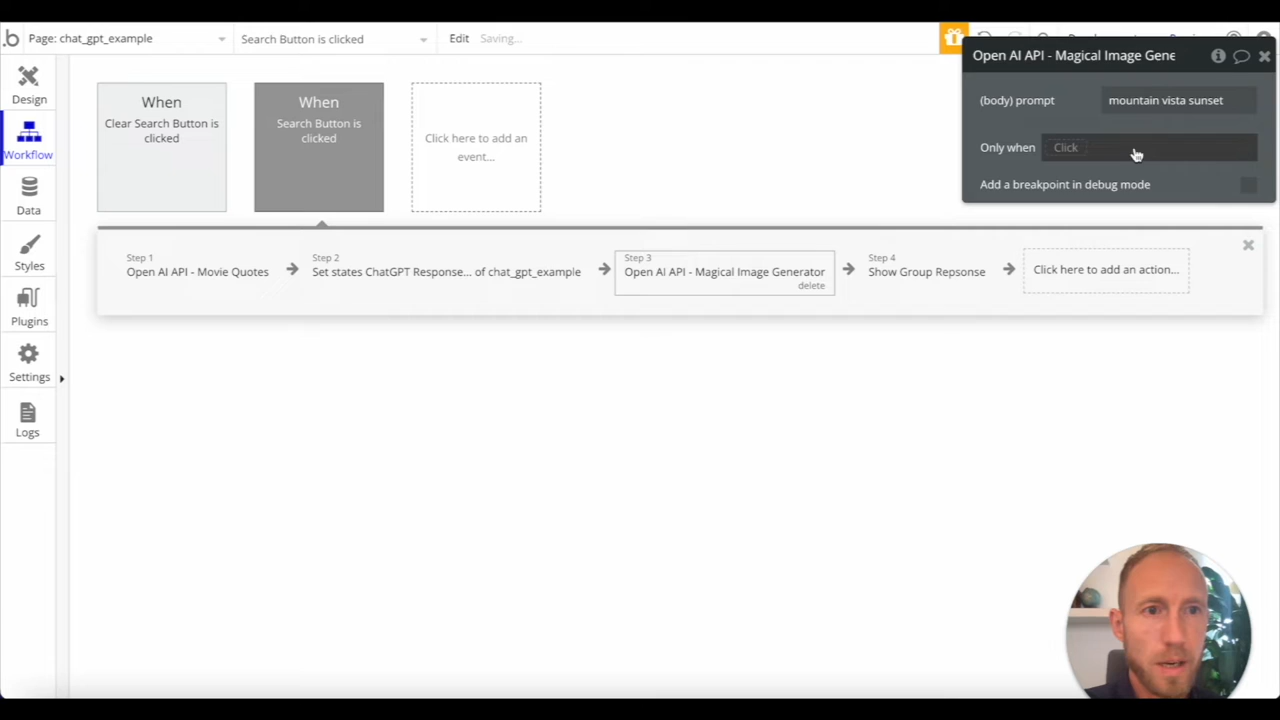 Page: chat_gpt_example
Search Button is clicked
Edit
Saving...
Open AI API - Magical Image Gene
(body) prompt
mountain vista sunset
Only when
Click
Add a breakpoint in debug mode
Design
Workflow
Data
Styles
Plugins
Settings
Logs
When
Clear Search Button is
clicked
When
Search Button is
clicked
Click here to add an
event...
Step 1
Open AI API - Movie Quotes
Step 2
Set states ChatGPT Response... of chat_gpt_example
Step 3
Open AI API - Magical Image Generator
delete
Step 4
Show Group Repsonse
Click here to add an action...